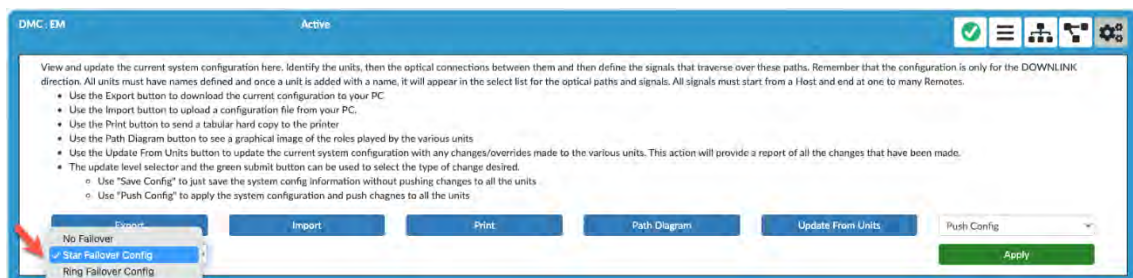 DMC : EM Active
View and update the current system configuration here. Identify the units, then the optical connections between them and then define the signals that traverse over these paths. Remember that the configuration is only for the DOWNLINK
direction. All units must have names defined and once a unit is added with a name, it will appear in the select list for the optical paths and signals. All signals must start from a Host and end at one to many Remotes.
• Use the Export button to download the current configuration to your PC
• Use the Import button to upload a configuration file from your PC.
• Use the Print button to send a tabular hard copy to the printer
• Use the Path Diagram button to see a graphical image of the roles played by the various units
• Use the Update From Units button to update the current system configuration with any changes/overrides made to the various units. This action will provide a report of all the changes that have been made.
• The update level selector and the green submit button can be used to select the type of change desired.
○ Use "Save Config" to just save the system config information without pushing changes to all the units
○ Use "Push Config" to apply the system configuration and push chagnes to all the units
Export Import Print Path Diagram Update From Units Push Config
No Failover
✓ Star Failover Config Apply
Ring Failover Config